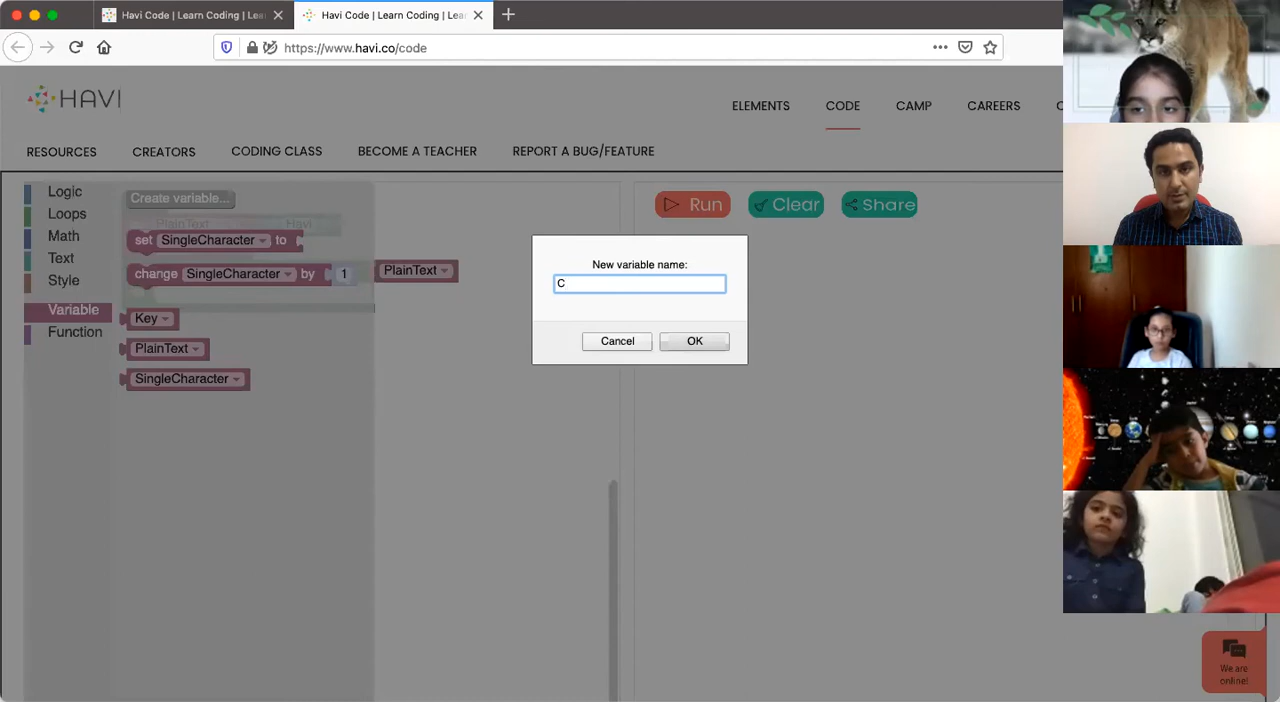 Havi Code | Learn Coding | Lea
Havi Code | Learn Coding | Lea
https://www.havi.co/code
HAVI
ELEMENTS CODE CAMP CAREERS C
RESOURCES CREATORS CODING CLASS BECOME A TEACHER REPORT A BUG/FEATURE
Logic
Loops
Math
Text
Style
Variable
Function
Create variable...
PlainText Havi
set SingleCharacter to
change SingleCharacter by 1
PlainText
Key
PlainText
SingleCharacter
Run Clear Share
New variable name:
C
Cancel OK
We are
online!